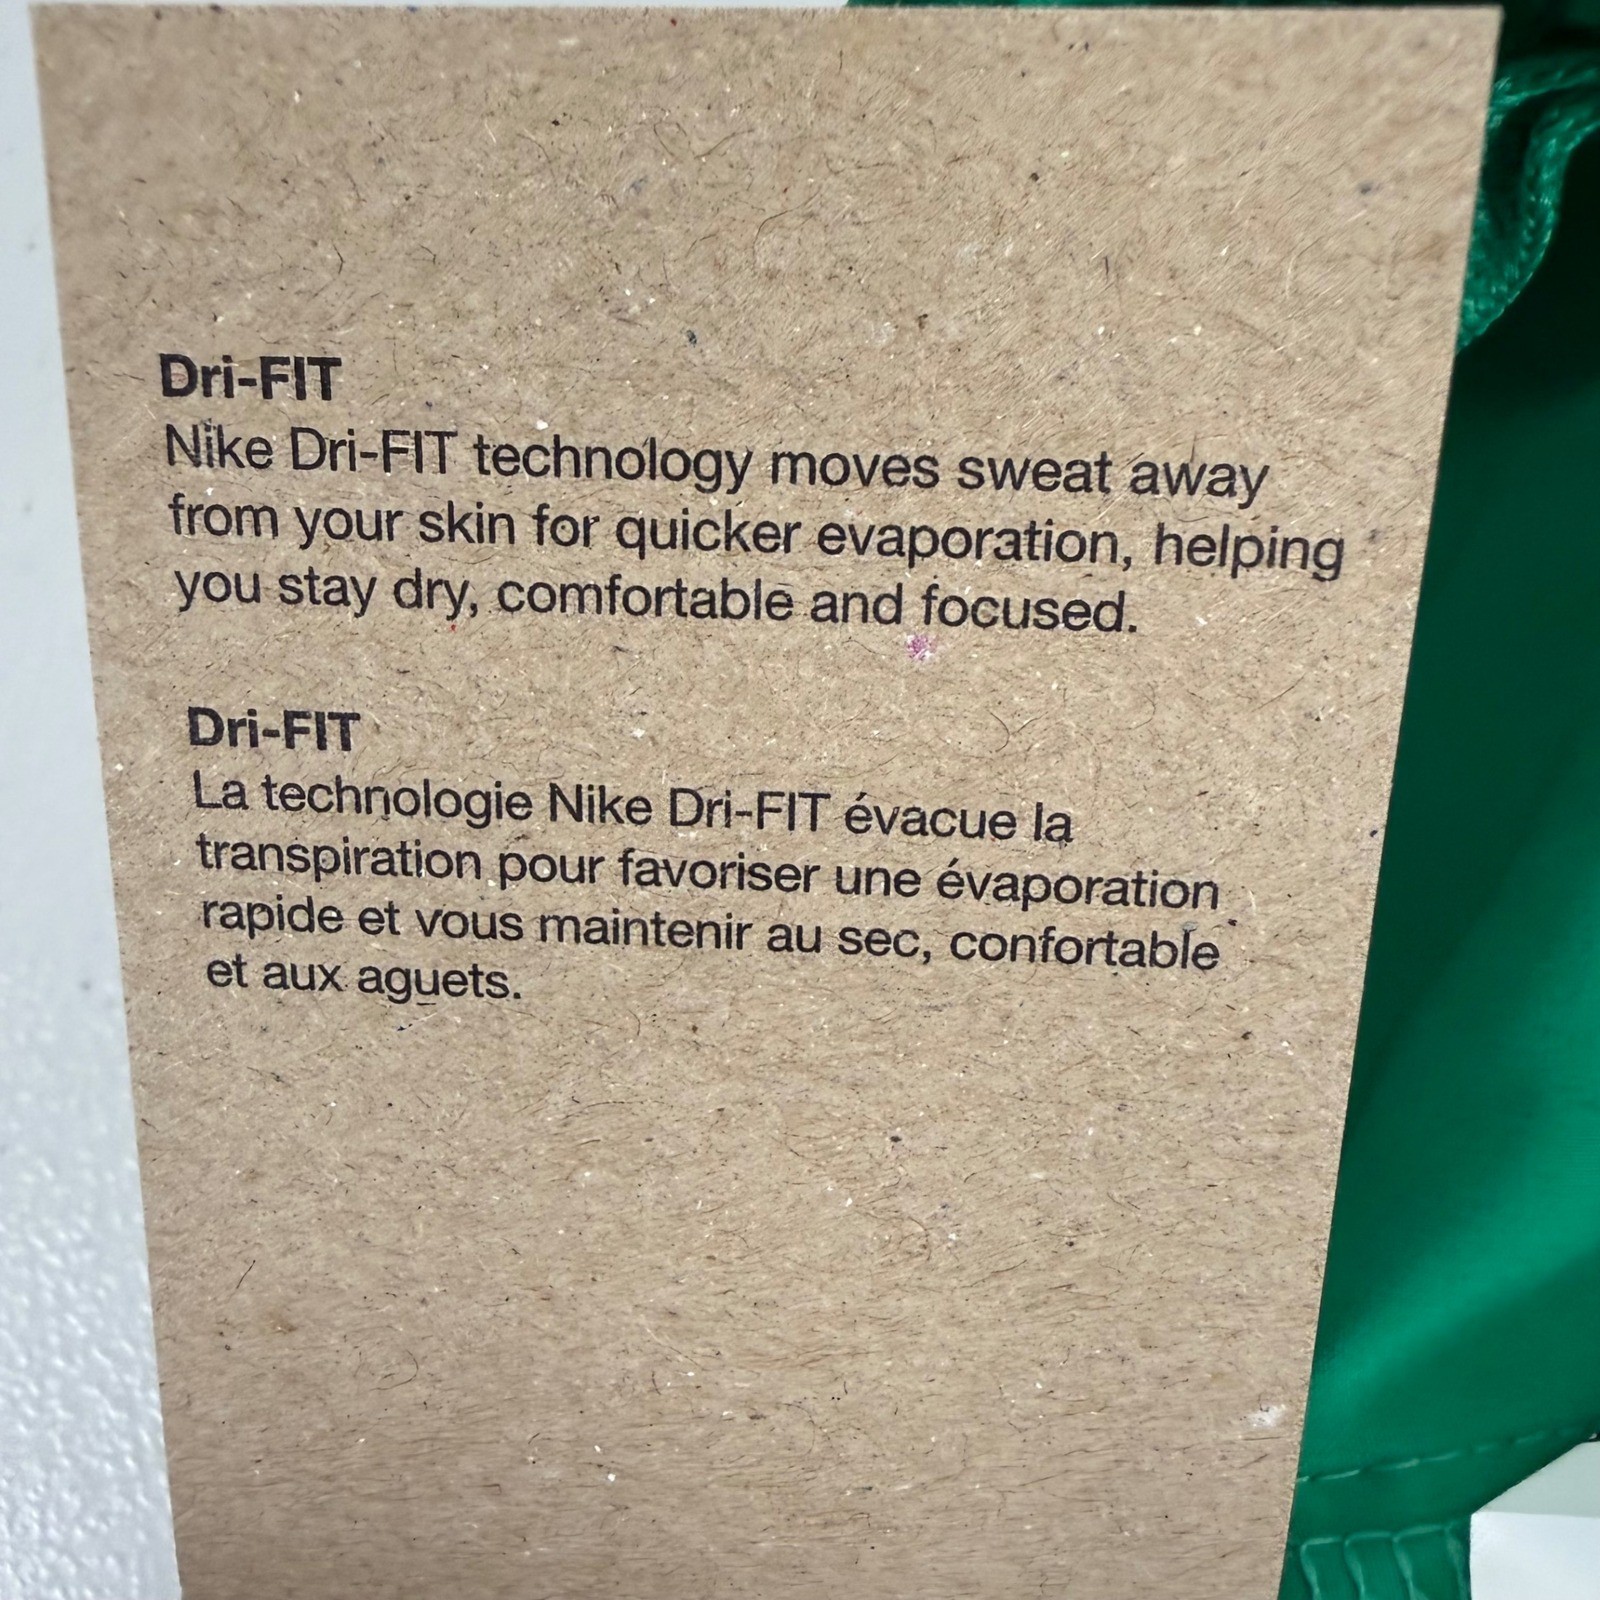 Dri-FIT
Nike Dri-FIT technology moves sweat away
from your skin for quicker evaporation, helping
you stay dry, comfortable and focused.
Dri-FIT
La technologie Nike Dri-FIT évacue la
transpiration pour favoriser une évaporation
rapide et vous maintenir au sec, confortable
et aux aguets.